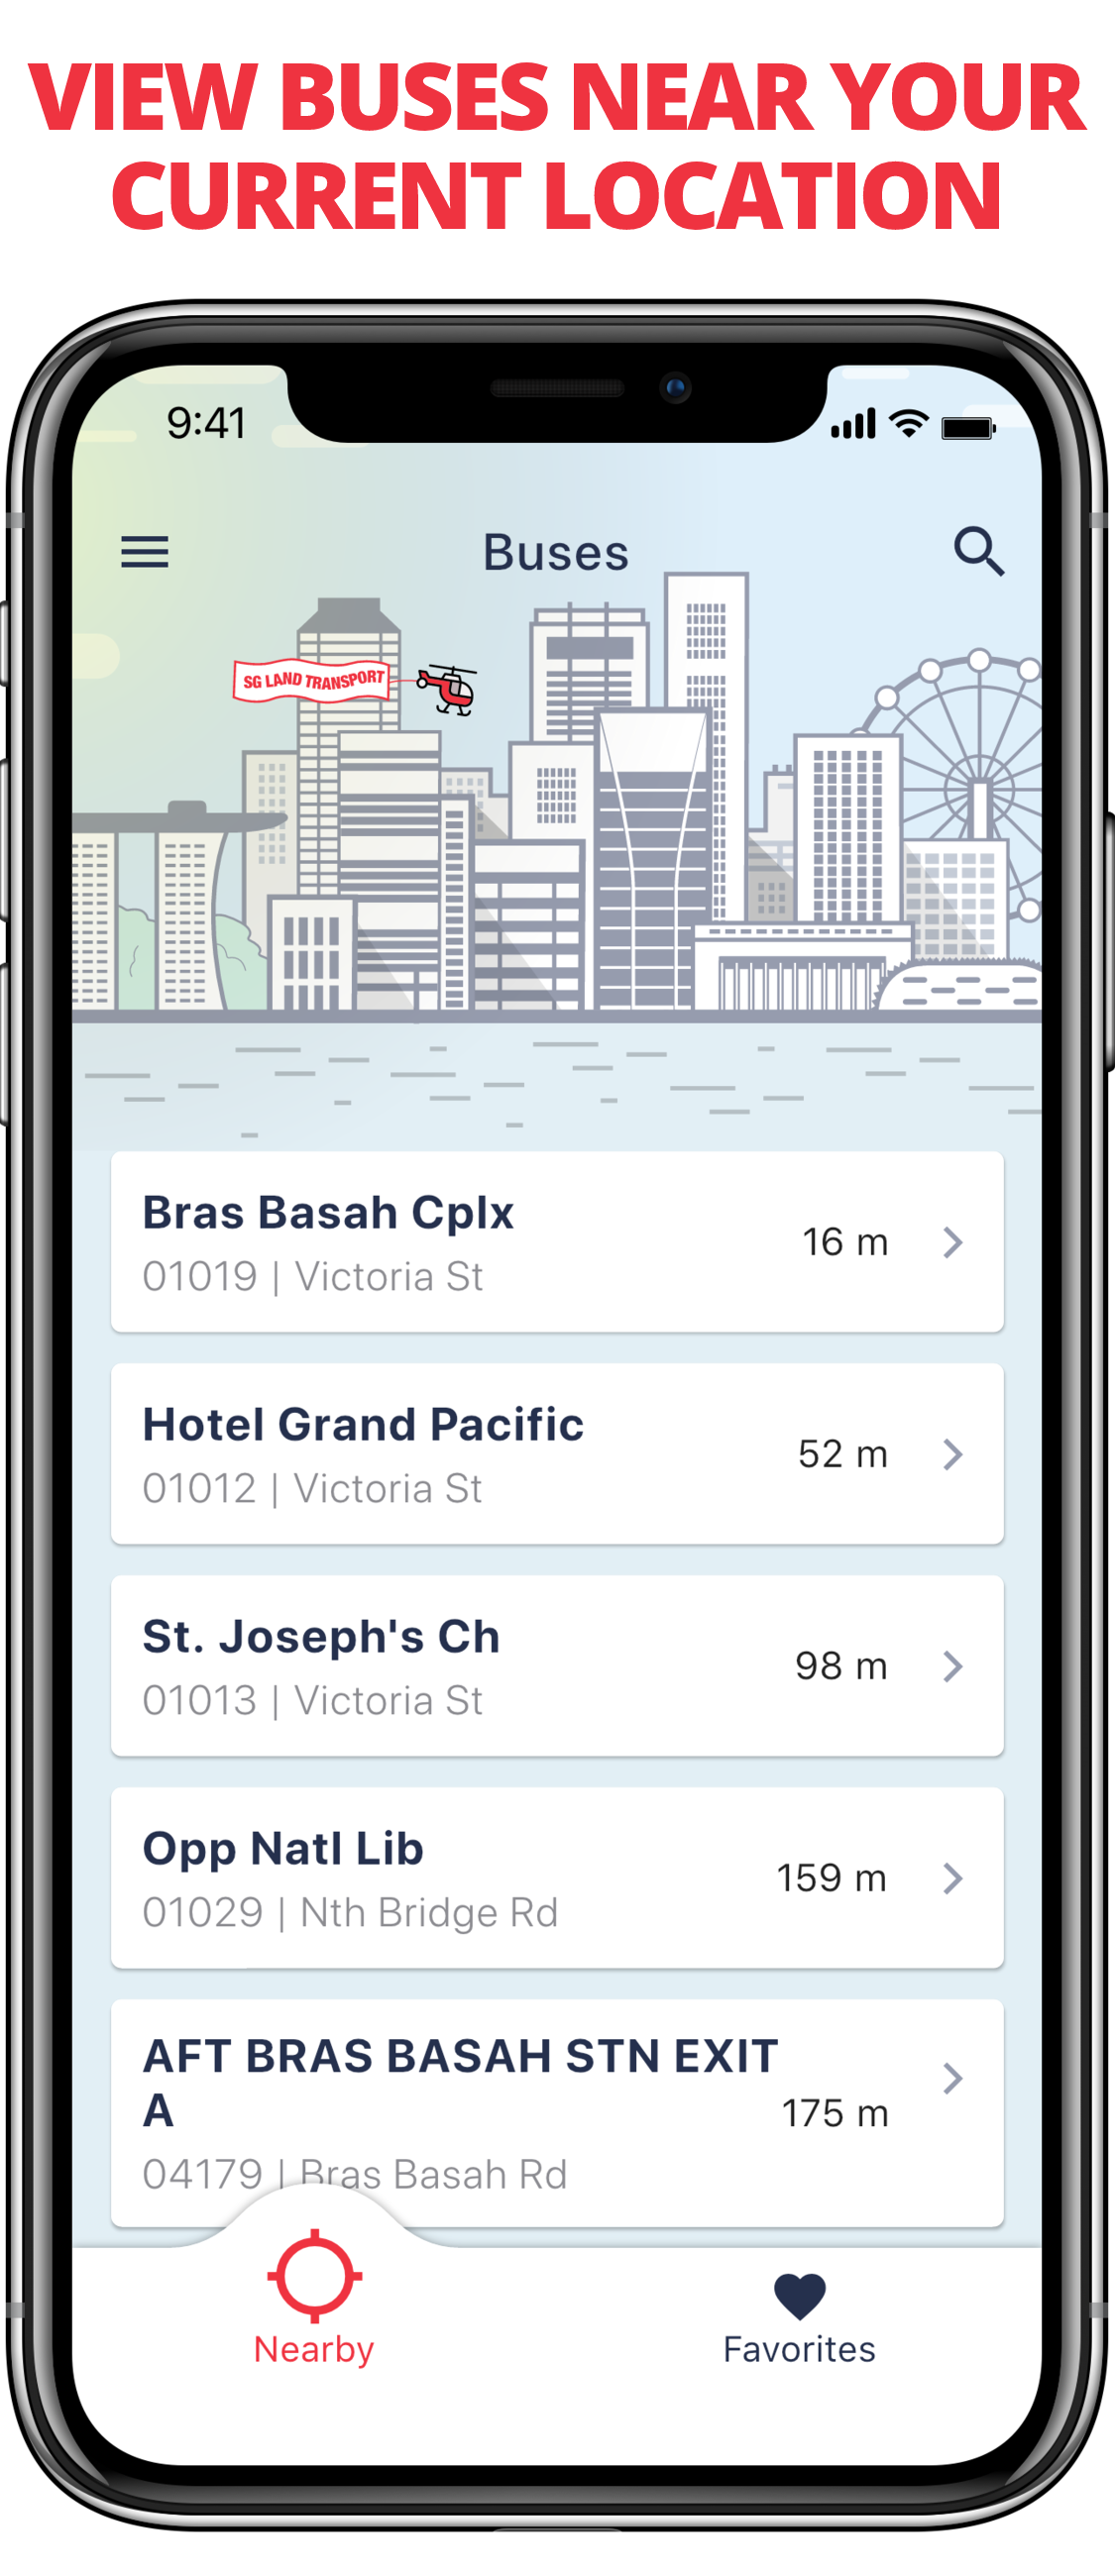 VIEW BUSES NEAR YOUR
CURRENT LOCATION
9:41
Buses
SG LAND TRANSPORT
Bras Basah Cplx
16 m
01019 | Victoria St
Hotel Grand Pacific
52 m
01012 | Victoria St
St. Joseph's Ch
98 m
01013 | Victoria St
Opp Natl Lib
159 m
01029 | Nth Bridge Rd
AFT BRAS BASAH STN EXIT
A
175 m
04179 | Bras Basah Rd
Nearby
Favorites